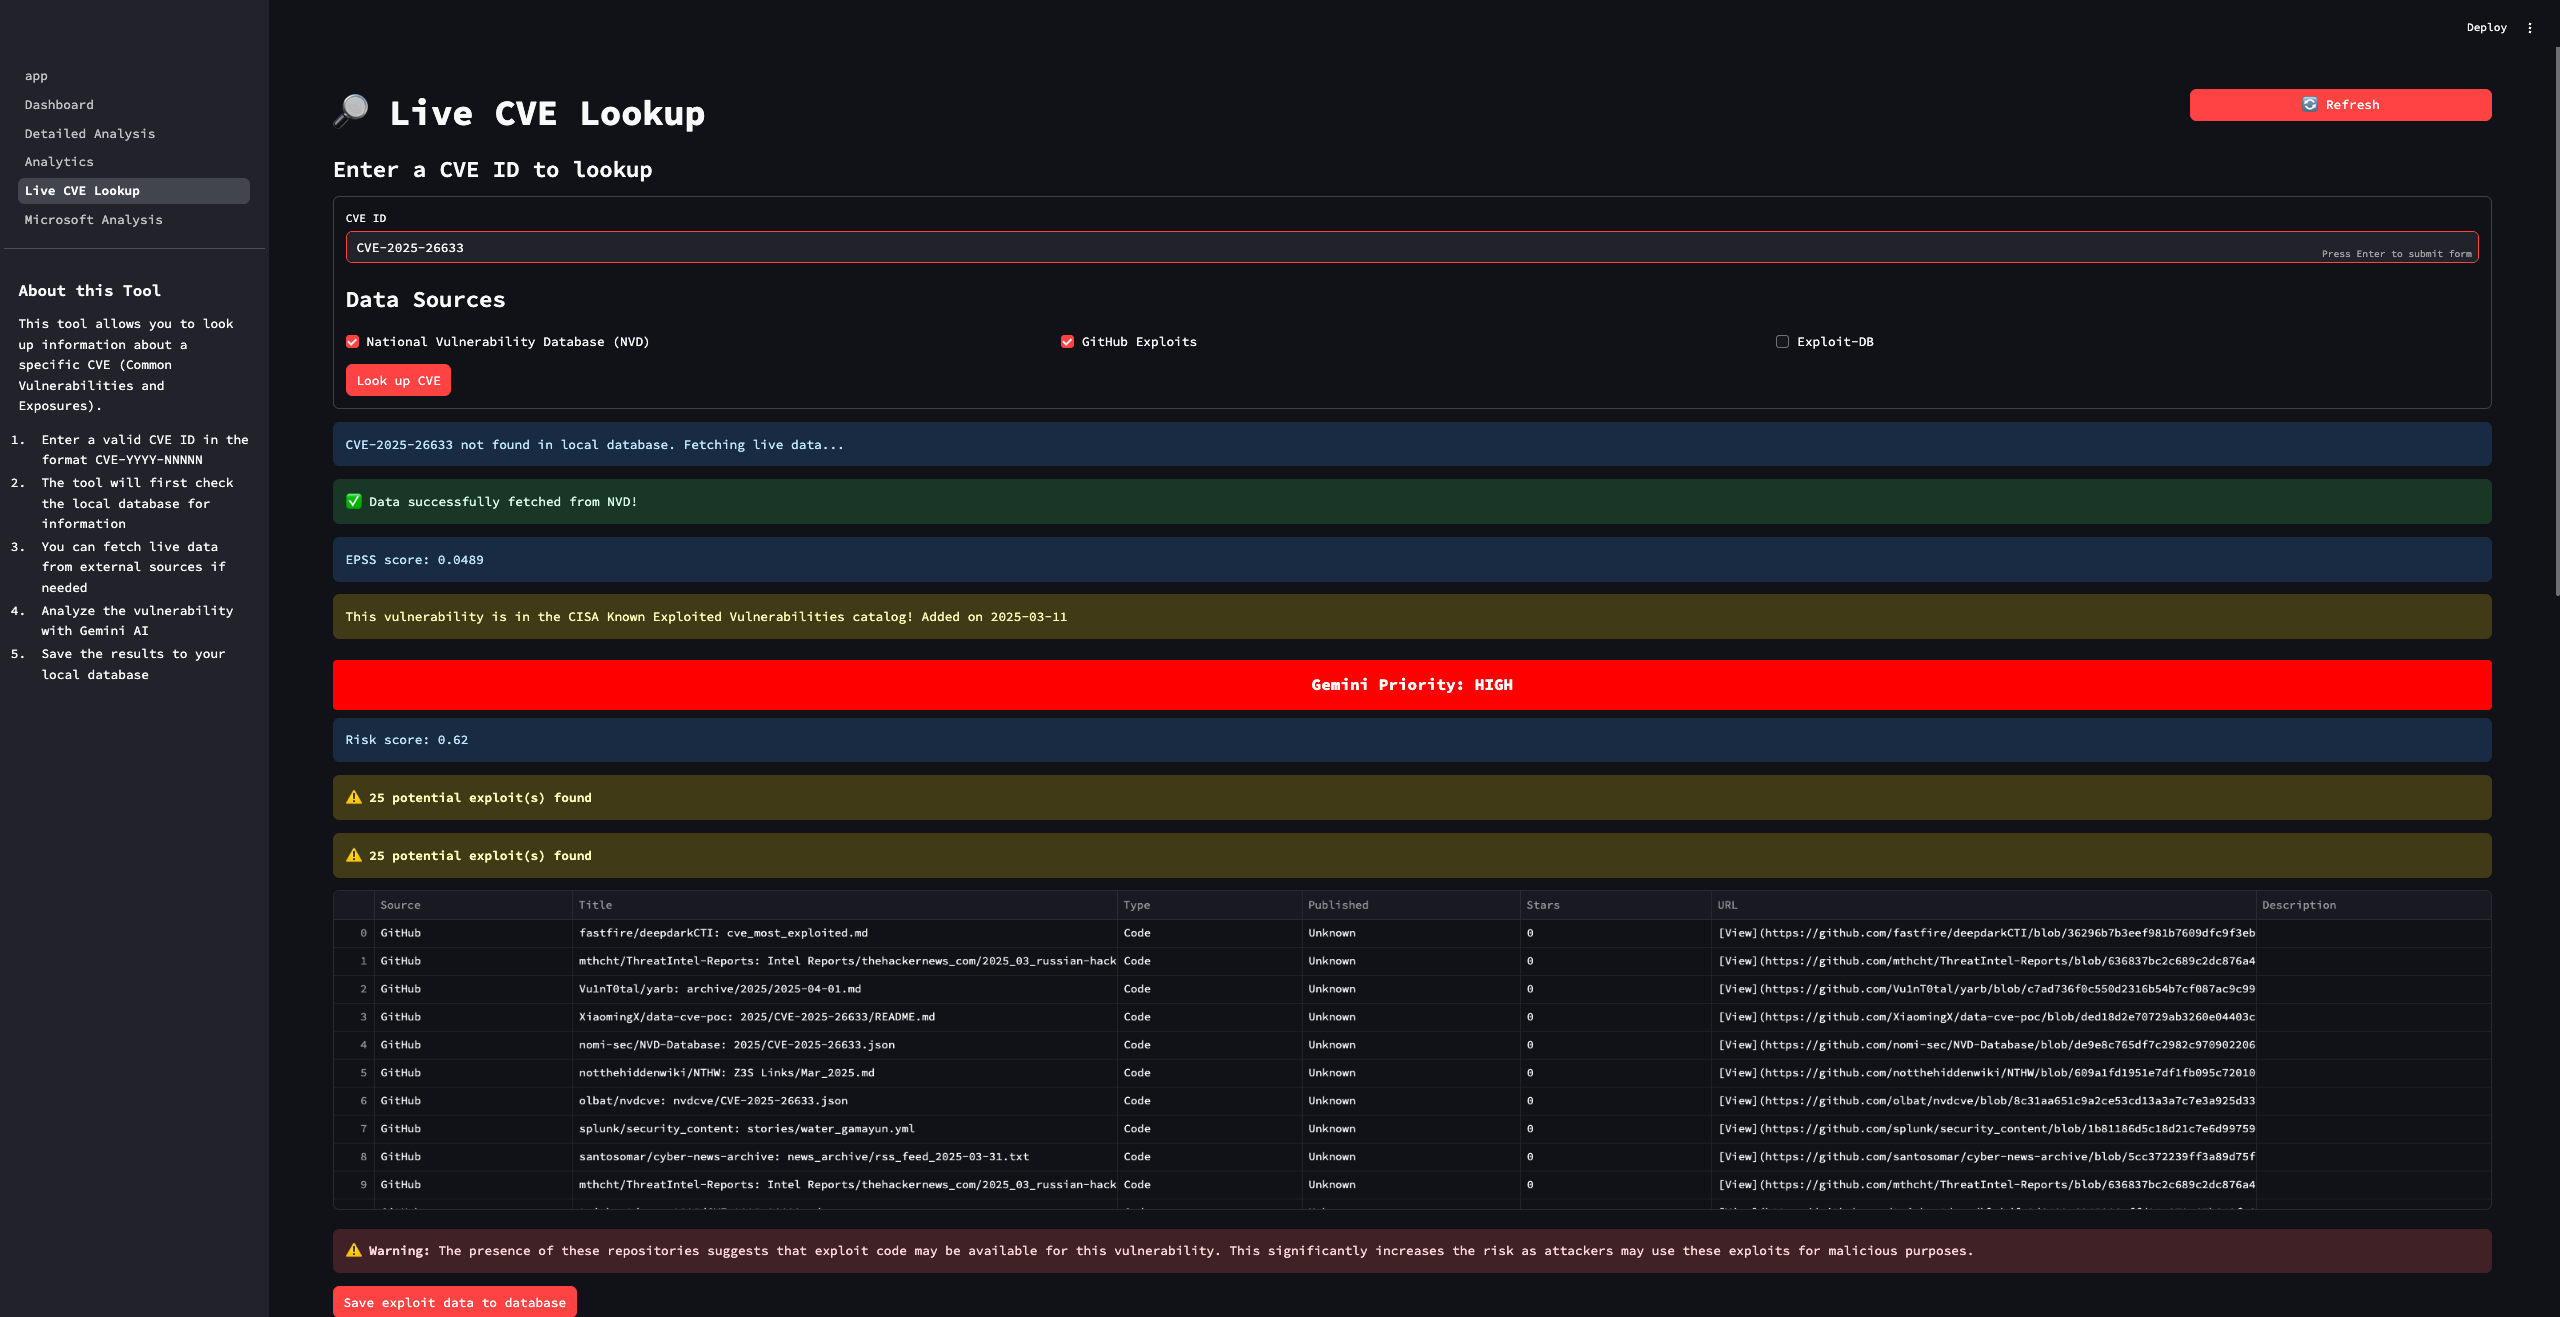 Deploy
app
Dashboard
Detailed Analysis
Analytics
Live CVE Lookup
Microsoft Analysis
About this Tool
This tool allows you to look
up information about a
specific CVE (Common
Vulnerabilities and
Exposures).
1. Enter a valid CVE ID in the
format CVE-YYYY-NNNNN
2. The tool will first check
the local database for
information
3. You can fetch live data
from external sources if
needed
4. Analyze the vulnerability
with Gemini AI
5. Save the results to your
local database
Live CVE Lookup
Refresh
Enter a CVE ID to lookup
CVE ID
CVE-2025-26633
Press Enter to submit form
Data Sources
National Vulnerability Database (NVD) GitHub Exploits Exploit-DB
Look up CVE
CVE-2025-26633 not found in local database. Fetching live data...
Data successfully fetched from NVD!
EPSS score: 0.0489
This vulnerability is in the CISA Known Exploited Vulnerabilities catalog! Added on 2025-03-11
Gemini Priority: HIGH
Risk score: 0.62
25 potential exploit(s) found
25 potential exploit(s) found
Source Title Type Published Stars URL Description
0 GitHub fastfire/deepdarkCTI: cve_most_exploited.md Code Unknown 0 [View](https://github.com/fastfire/deepdarkCTI/blob/36296b7b3eef981b7609dfc9f3eb
1 GitHub mthcht/ThreatIntel-Reports: Intel Reports/thehackernews_com/2025_03_russian-hack Code Unknown 0 [View](https://github.com/mthcht/ThreatIntel-Reports/blob/636837bc2c689c2dc876a4
2 GitHub Vu1nT0tal/yarb: archive/2025/2025-04-01.md Code Unknown 0 [View](https://github.com/Vu1nT0tal/yarb/blob/c7ad736f0c550d2316b54b7cf087ac9c99
3 GitHub XiaomingX/data-cve-poc: 2025/CVE-2025-26633/README.md Code Unknown 0 [View](https://github.com/XiaomingX/data-cve-poc/blob/ded18d2e70729ab3260e04403c
4 GitHub nomi-sec/NVD-Database: 2025/CVE-2025-26633.json Code Unknown 0 [View](https://github.com/nomi-sec/NVD-Database/blob/de9e8c765df7c2982c970902206
5 GitHub notthehiddenwiki/NTHW: Z3S Links/Mar_2025.md Code Unknown 0 [View](https://github.com/notthehiddenwiki/NTHW/blob/609a1fd1951e7df1fb095c72010
6 GitHub olbat/nvdcve: nvdcve/CVE-2025-26633.json Code Unknown 0 [View](https://github.com/olbat/nvdcve/blob/8c31aa651c9a2ce53cd13a3a7c7e3a925d33
7 GitHub splunk/security_content: stories/water_gamayun.yml Code Unknown 0 [View](https://github.com/splunk/security_content/blob/1b81186d5c18d21c7e6d99759
8 GitHub santosomar/cyber-news-archive: news_archive/rss_feed_2025-03-31.txt Code Unknown 0 [View](https://github.com/santosomar/cyber-news-archive/blob/5cc372239ff3a89d75f
9 GitHub mthcht/ThreatIntel-Reports: Intel Reports/thehackernews_com/2025_03_russian-hack Code Unknown 0 [View](https://github.com/mthcht/ThreatIntel-Reports/blob/636837bc2c689c2dc876a4
Warning: The presence of these repositories suggests that exploit code may be available for this vulnerability. This significantly increases the risk as attackers may use these exploits for malicious purposes.
Save exploit data to database